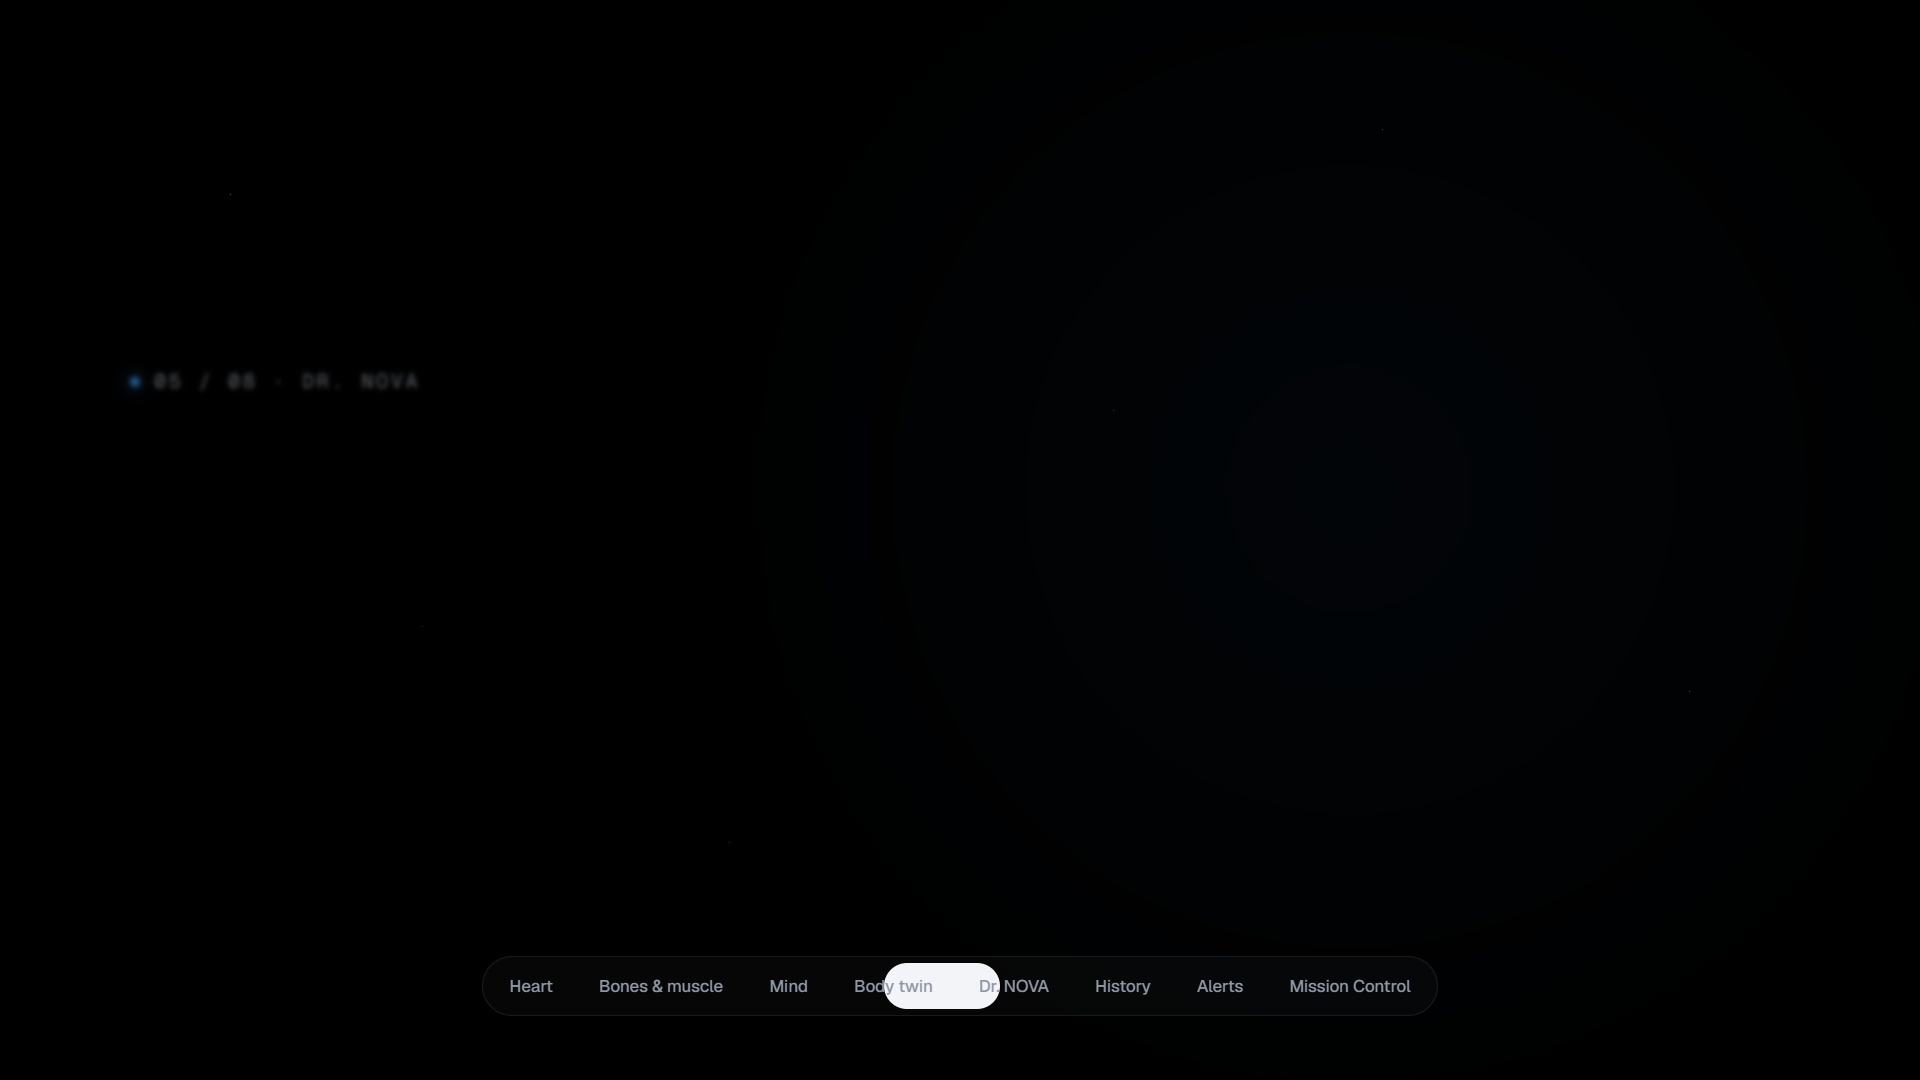 05 / 08 · DR. NOVA
Heart Bones & muscle Mind Body twin Dr. NOVA History Alerts Mission Control